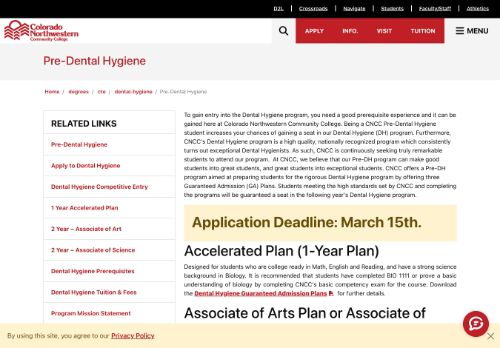 D2L
Crossroads
Navigate
Students
Faculty/Staff
Athletics
Colorado
Northwestern
Community College
APPLY
INFO.
VISIT
TUITION
MENU
Pre-Dental Hygiene
Home / degrees / cte / dental-hygiene / Pre-Dental Hygiene
RELATED LINKS
Pre-Dental Hygiene
Apply to Dental Hygiene
Dental Hygiene Competitive Entry
1 Year Accelerated Plan
2 Year – Associate of Art
2 Year – Associate of Science
Dental Hygiene Prerequisites
Dental Hygiene Tuition & Fees
Program Mission Statement
To gain entry into the Dental Hygiene program, you need a good prerequisite experience and it can be
gained here at Colorado Northwestern Community College. Being a CNCC Pre-Dental Hygiene
student increases your chances of gaining a seat in our Dental Hygiene (DH) program. Furthermore,
CNCC's Dental Hygiene program is a high quality, nationally recognized program which consistently
turns out exceptional Dental Hygienists. As such, CNCC is continuously seeking truly remarkable
students to attend our program. At CNCC, we believe that our Pre-DH program can make good
students into great students, and great students into exceptional students. CNCC offers a Pre-DH
program aimed at preparing students for the rigorous Dental Hygiene program by offering three
Guaranteed Admission (GA) Plans. Students meeting the high standards set by CNCC and completing
the programs will be guaranteed a seat in the following year's Dental Hygiene program.
Application Deadline: March 15th.
Accelerated Plan (1-Year Plan)
Designed for students who are college ready in Math, English and Reading, and have a strong science
background in Biology. It is recommended that students have completed BIO 1111 or prove a basic
understanding of biology by completing CNCC's basic competency exam for the course. Download
the Dental Hygiene Guaranteed Admission Plans for further details.
Associate of Arts Plan or Associate of
By using this site, you agree to our Privacy Policy